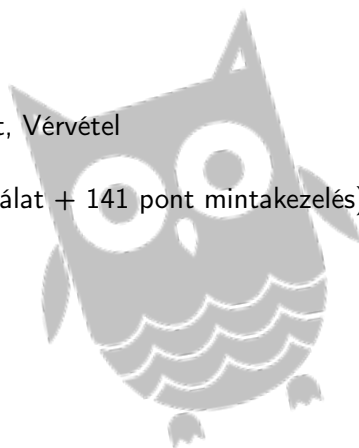 , Vérvétel
álat + 141 pont mintakezelés)